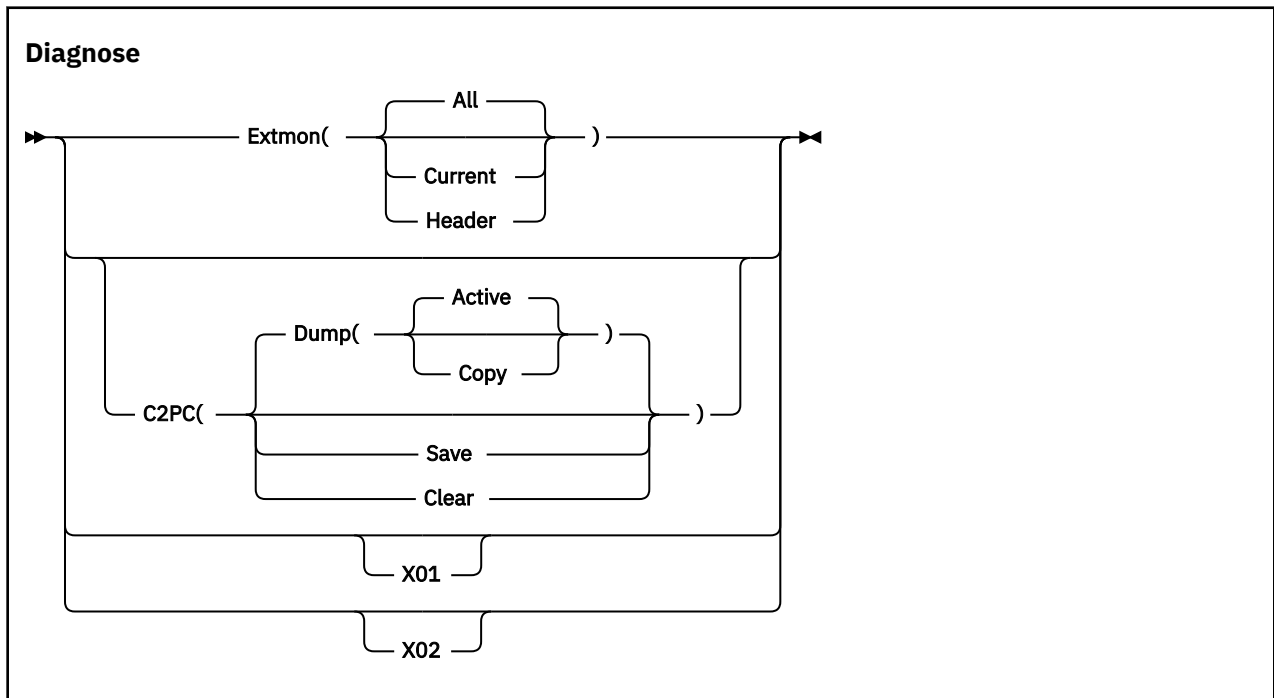 Diagnose
All
Extmon( )
Current
Header
Active
Dump( )
Copy
C2PC( )
Save
Clear
X01
X02